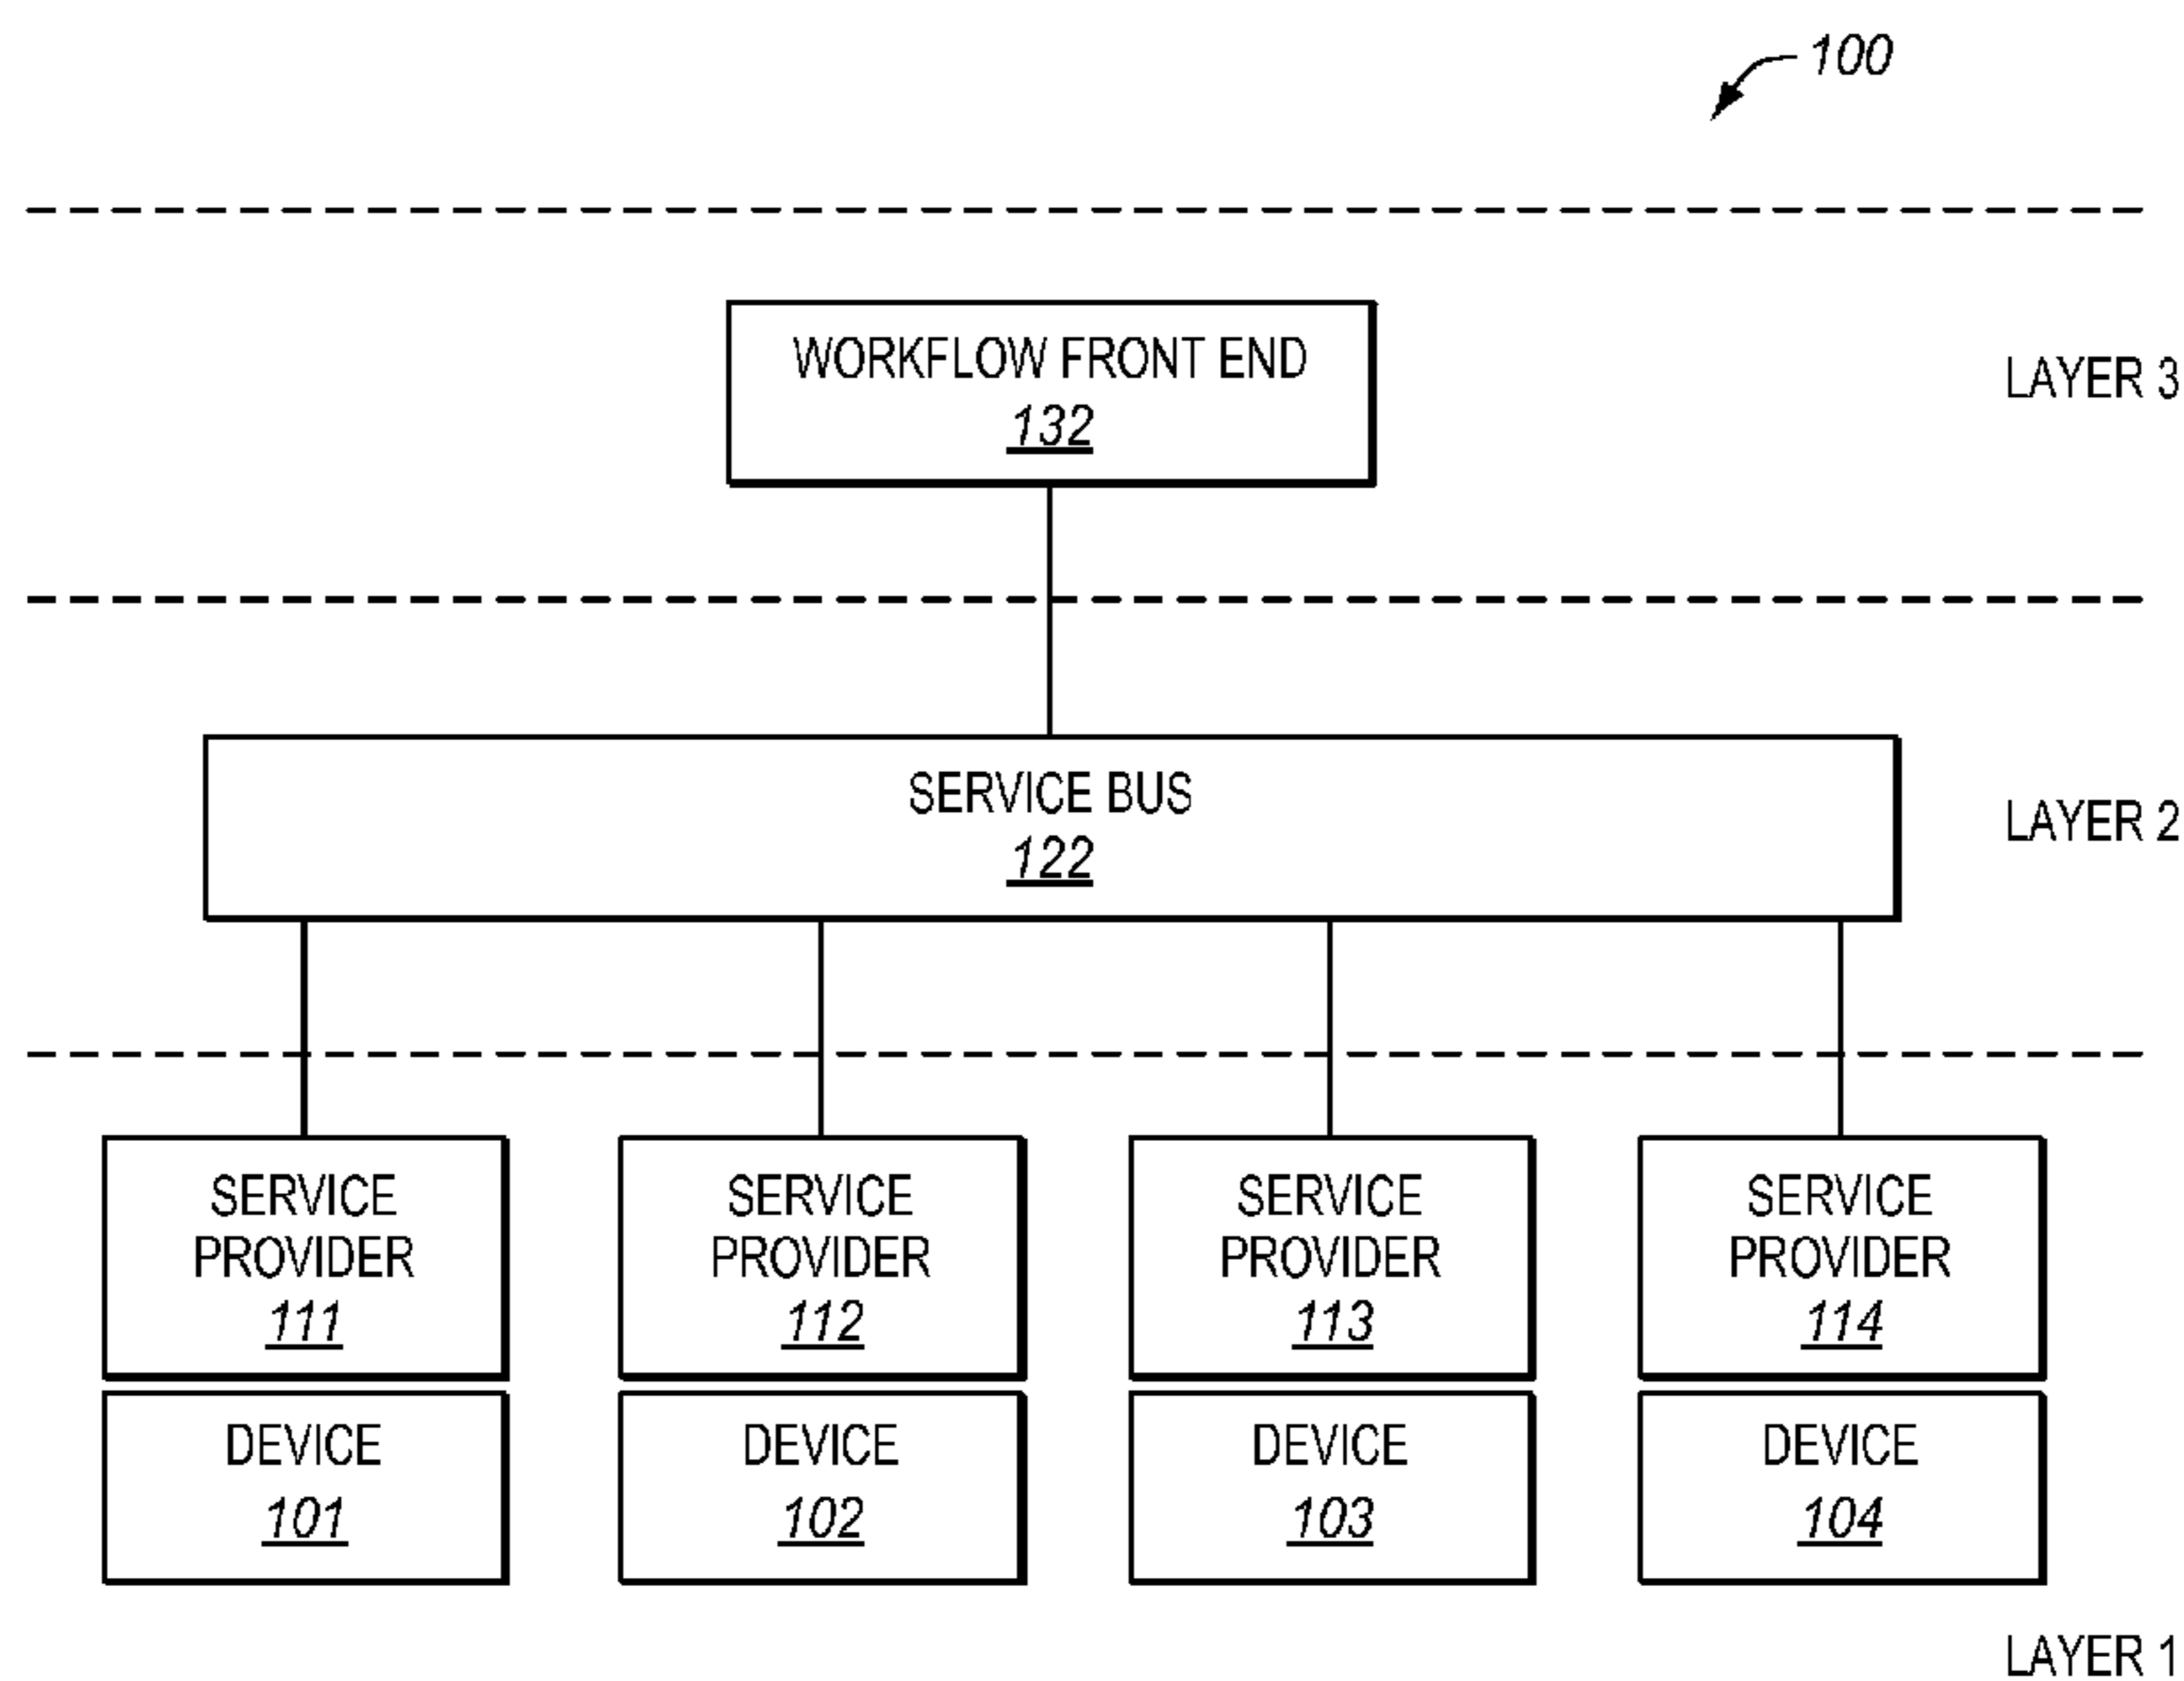 100
WORKFLOW FRONT END
132
LAYER 3
SERVICE BUS
122
LAYER 2
SERVICE
PROVIDER
111
SERVICE
PROVIDER
112
SERVICE
PROVIDER
113
SERVICE
PROVIDER
114
DEVICE
101
DEVICE
102
DEVICE
103
DEVICE
104
LAYER 1